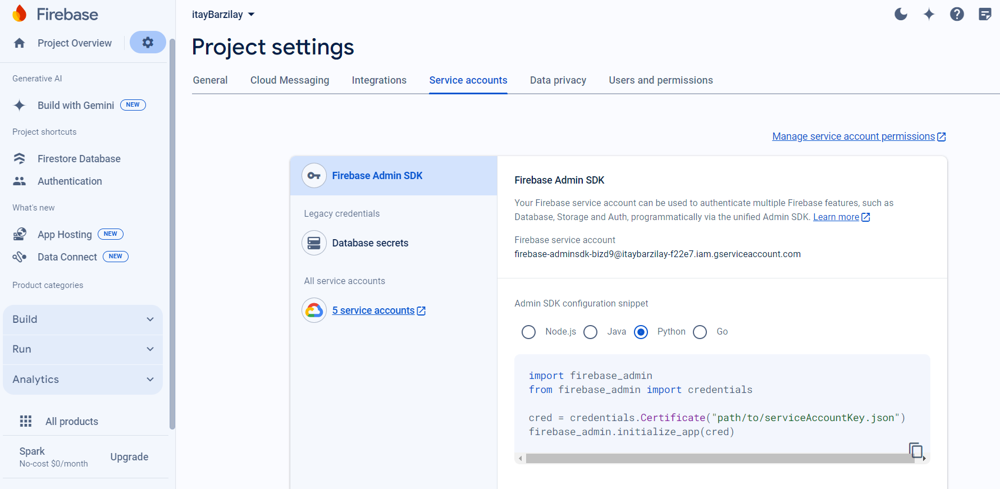 Firebase
Project Overview
Generative AI
Build with Gemini NEW
Project shortcuts
Firestore Database
Authentication
What's new
App Hosting NEW
Data Connect NEW
Product categories
Build
Run
Analytics
All products
Spark
No-cost $0/month
Upgrade
itayBarzilay
Project settings
General Cloud Messaging Integrations Service accounts Data privacy Users and permissions
Manage service account permissions
Firebase Admin SDK
Legacy credentials
Database secrets
All service accounts
5 service accounts
Firebase Admin SDK
Your Firebase service account can be used to authenticate multiple Firebase features, such as
Database, Storage and Auth, programmatically via the unified Admin SDK. Learn more
Firebase service account
firebase-adminsdk-bizd9@itaybarzilay-f22e7.iam.gserviceaccount.com
Admin SDK configuration snippet
Node.js Java Python Go
import firebase_admin
from firebase_admin import credentials
cred = credentials.Certificate("path/to/serviceAccountKey.json")
firebase_admin.initialize_app(cred)